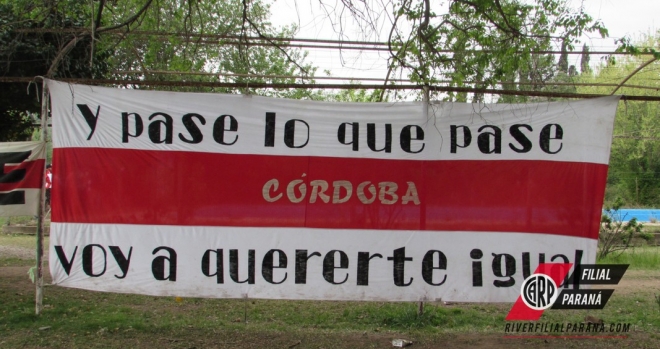 Y pase lo que pase
CÓRDOBA
voy a quererte igual
CARP
FILIAL
PARANÁ
RIVERFILIALPARANA.COM